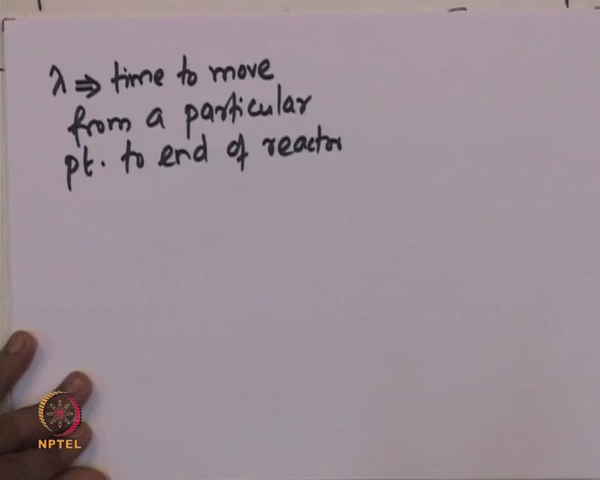 λ ⇒ time to move
from a particular
pt. to end of reactor
NPTEL